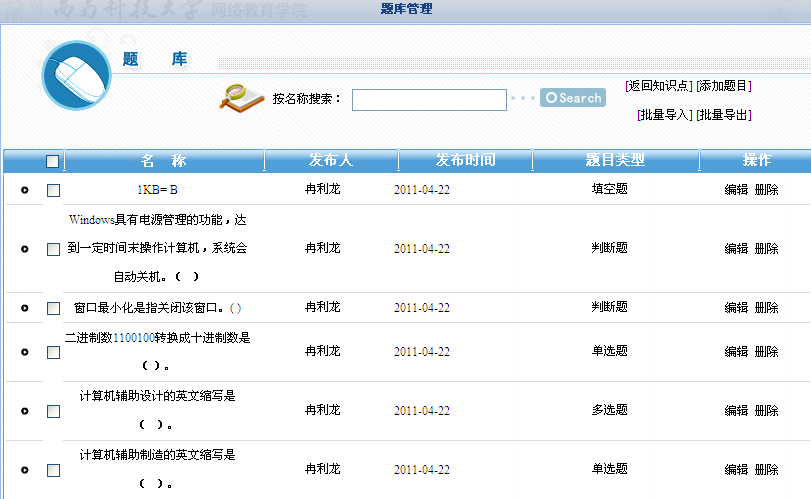 西南科技大学 网络教育学院
题库管理
题 库
按名称搜索：
Search
[返回知识点] [添加题目]
[批量导入] [批量导出]
名 称 发布人 发布时间 题目类型 操作
1KB= B 冉利龙 2011-04-22 填空题 编辑 删除
Windows具有电源管理的功能，达
到一定时间未操作计算机，系统会 冉利龙 2011-04-22 判断题 编辑 删除
自动关机。（ ）
窗口最小化是指关闭该窗口。( ) 冉利龙 2011-04-22 判断题 编辑 删除
二进制数1100100转换成十进制数是
（ ）。 冉利龙 2011-04-22 单选题 编辑 删除
计算机辅助设计的英文缩写是
（ ）。 冉利龙 2011-04-22 多选题 编辑 删除
计算机辅助制造的英文缩写是
（ ）。 冉利龙 2011-04-22 单选题 编辑 删除